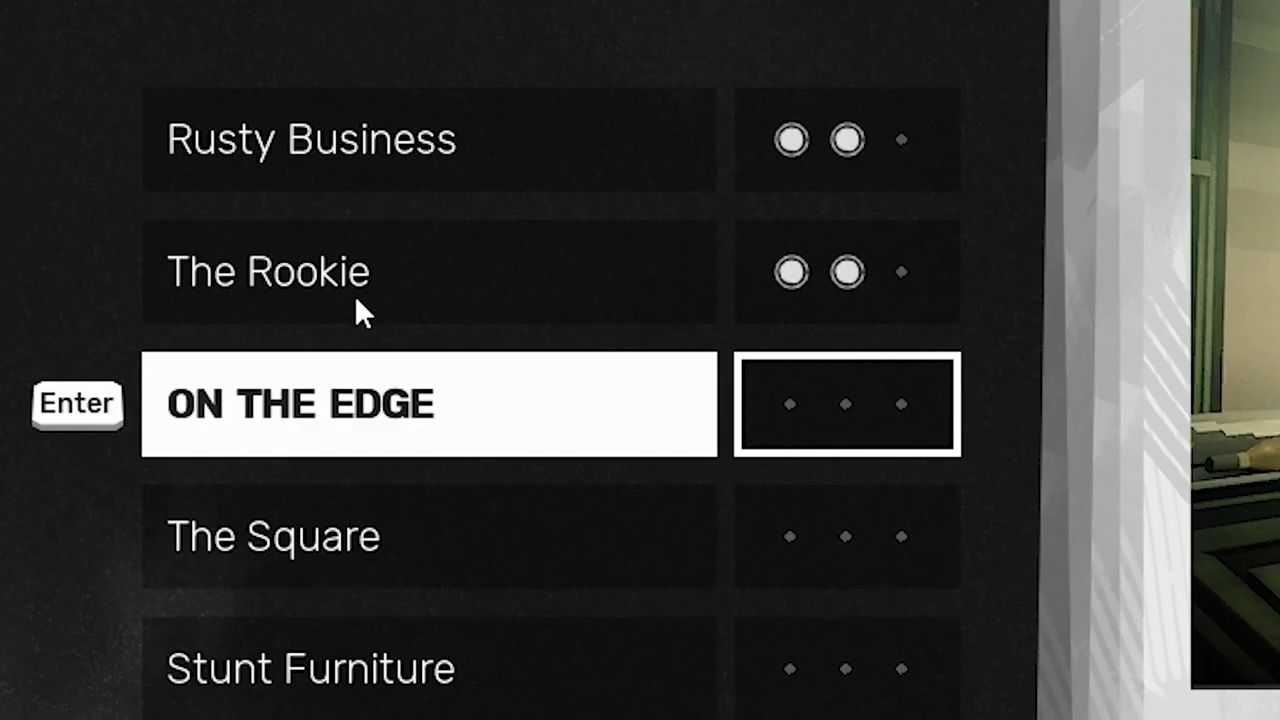 Rusty Business
The Rookie
Enter
ON THE EDGE
The Square
Stunt Furniture